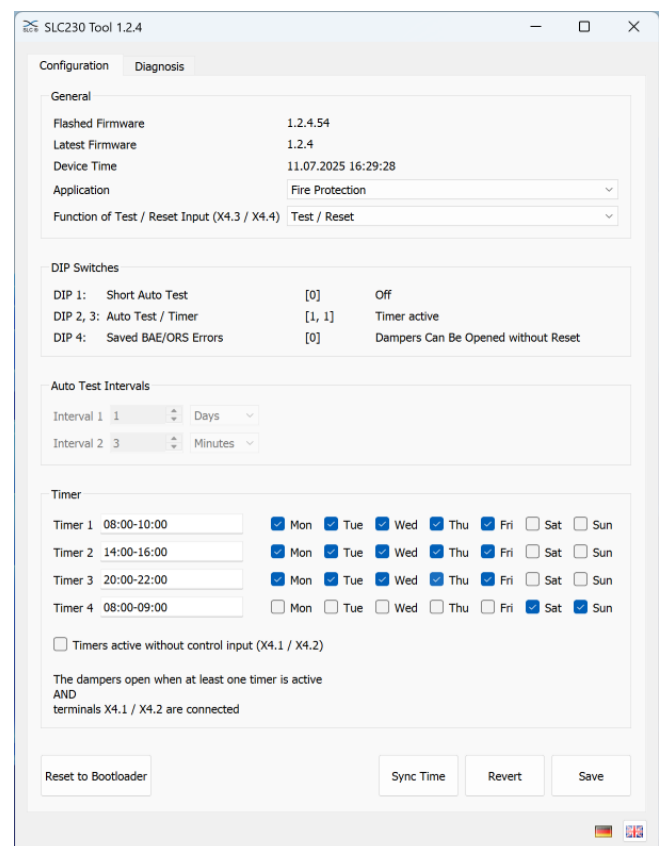 SLC230 Tool 1.2.4
Configuration Diagnosis
General
Flashed Firmware 1.2.4.54
Latest Firmware 1.2.4
Device Time 11.07.2025 16:29:28
Application Fire Protection
Function of Test / Reset Input (X4.3 / X4.4) Test / Reset
DIP Switches
DIP 1: Short Auto Test [0] Off
DIP 2, 3: Auto Test / Timer [1, 1] Timer active
DIP 4: Saved BAE/ORS Errors [0] Dampers Can Be Opened without Reset
Auto Test Intervals
Interval 1 1 Days
Interval 2 3 Minutes
Timer
Timer 1 08:00-10:00 Mon Tue Wed Thu Fri Sat Sun
Timer 2 14:00-16:00 Mon Tue Wed Thu Fri Sat Sun
Timer 3 20:00-22:00 Mon Tue Wed Thu Fri Sat Sun
Timer 4 08:00-09:00 Mon Tue Wed Thu Fri Sat Sun
Timers active without control input (X4.1 / X4.2)
The dampers open when at least one timer is active
AND
terminals X4.1 / X4.2 are connected
Reset to Bootloader Sync Time Revert Save